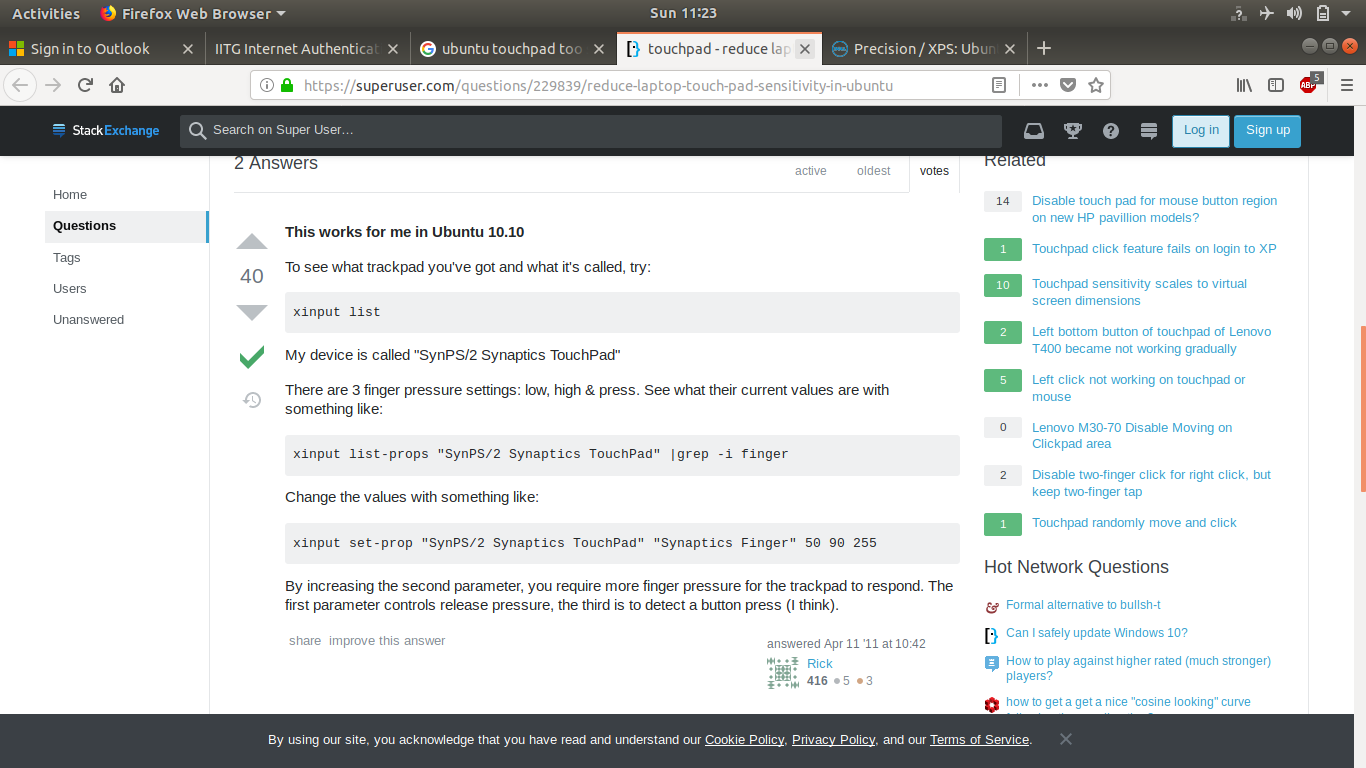 Activities Firefox Web Browser Sun 11:23
Sign in to Outlook IITG Internet Authenticat ubuntu touchpad too touchpad - reduce lap Precision / XPS: Ubun
https://superuser.com/questions/229839/reduce-laptop-touch-pad-sensitivity-in-ubuntu ABP 5
StackExchange Search on Super User... Log in Sign up
Home
Questions
Tags
Users
Unanswered
2 Answers
active oldest votes
40
This works for me in Ubuntu 10.10
To see what trackpad you've got and what it's called, try:
xinput list
My device is called "SynPS/2 Synaptics TouchPad"
There are 3 finger pressure settings: low, high & press. See what their current values are with
something like:
xinput list-props "SynPS/2 Synaptics TouchPad" |grep -i finger
Change the values with something like:
xinput set-prop "SynPS/2 Synaptics TouchPad" "Synaptics Finger" 50 90 255
By increasing the second parameter, you require more finger pressure for the trackpad to respond. The
first parameter controls release pressure, the third is to detect a button press (I think).
share improve this answer
answered Apr 11 '11 at 10:42
Rick
416 5 3
Related
14 Disable touch pad for mouse button region
on new HP pavillion models?
1 Touchpad click feature fails on login to XP
10 Touchpad sensitivity scales to virtual
screen dimensions
2 Left bottom button of touchpad of Lenovo
T400 became not working gradually
5 Left click not working on touchpad or
mouse
0 Lenovo M30-70 Disable Moving on
Clickpad area
2 Disable two-finger click for right click, but
keep two-finger tap
1 Touchpad randomly move and click
Hot Network Questions
Formal alternative to bullsh-t
Can I safely update Windows 10?
How to play against higher rated (much stronger)
players?
how to get a get a nice "cosine looking" curve
By using our site, you acknowledge that you have read and understand our Cookie Policy, Privacy Policy, and our Terms of Service.